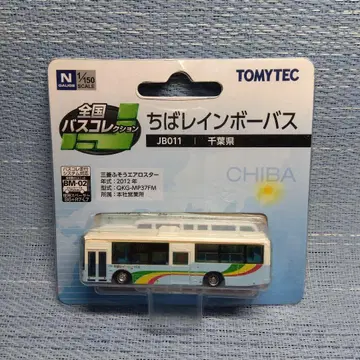 N
GAUGE
1/150
SCALE
TOMYTEC
全国
バスコレクション
ちばレインボーバス
JB011 | 千葉県
三菱ふそうエアロスター
年式：2012年
型式：QKG-MP37FM
所属：本社営業所
CHIBA
BM-02